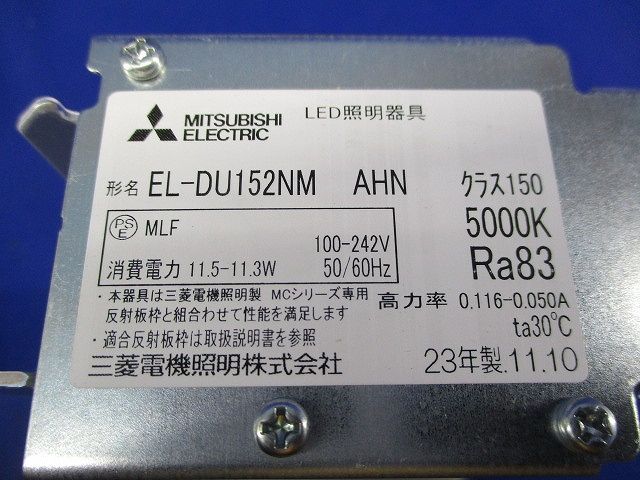 MITSUBISHI
ELECTRIC
LED照明器具
形名 EL-DU152NM AHN クラス150
PS
E MLF
100-242V
消費電力 11.5-11.3W 50/60Hz
5000K
Ra83
・本器具は三菱電機照明製 MCシリーズ専用
反射板枠と組合わせて性能を満足します
・適合反射板枠は取扱説明書を参照
高力率 0.116-0.050A
ta30℃
三菱電機照明株式会社
23年製.11.10